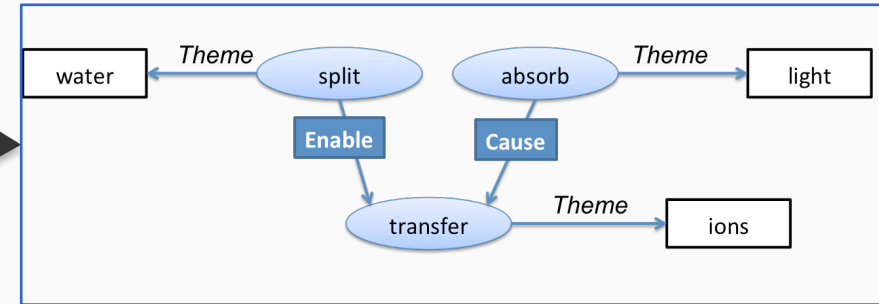 Theme
Theme
water
split
absorb
light
Enable
Cause
Theme
transfer
ions